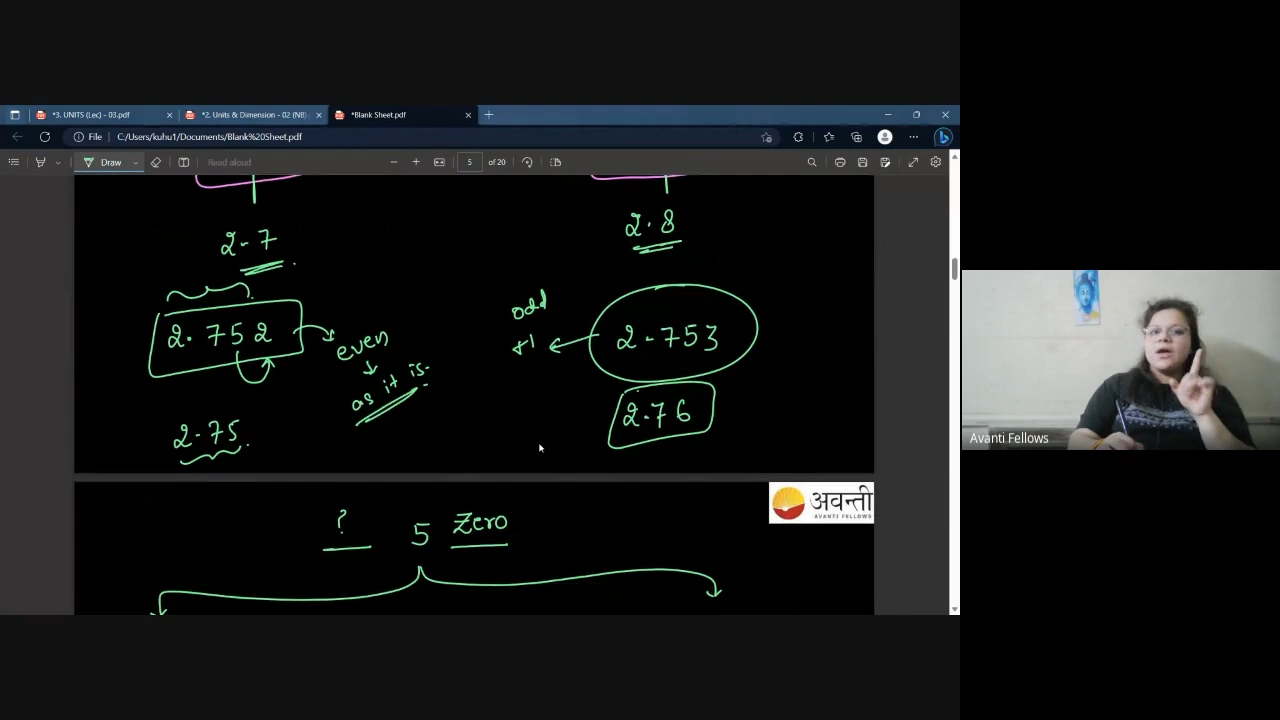 *3. UNITS (Lec) - 03.pdf
*2. Units & Dimension - 02 (NB)
*Blank Sheet.pdf
File
C:/Users/kuhu1/Documents/Blank%20Sheet.pdf
Draw
Read aloud
5 of 20
2.7
2.8
2.752
even
as it is
odd
+1
2.753
2.75
2.76
? 5 Zero
अवन्ती
AVANTI FELLOWS
Avanti Fellows